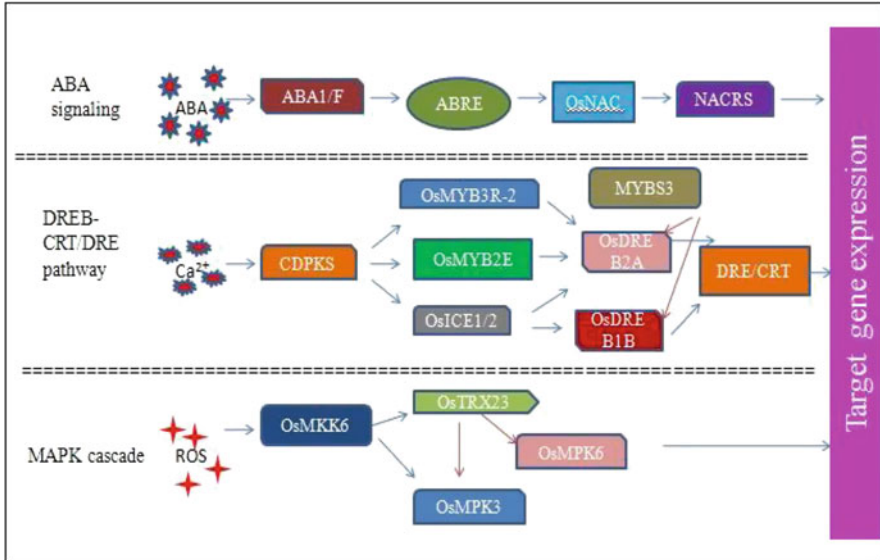 ABA
signaling
ABA
ABA1/F
ABRE
OsNAC
NACRS
DREB-
CRT/DRE
pathway
Ca²⁺
CDPKS
OsMYB3R-2
OsMYB2E
OsICE1/2
MYBS3
OsDRE
B2A
OsDRE
B1B
DRE/CRT
MAPK cascade
ROS
OsMKK6
OsTRX23
OsMPK6
OsMPK3
Target gene expression